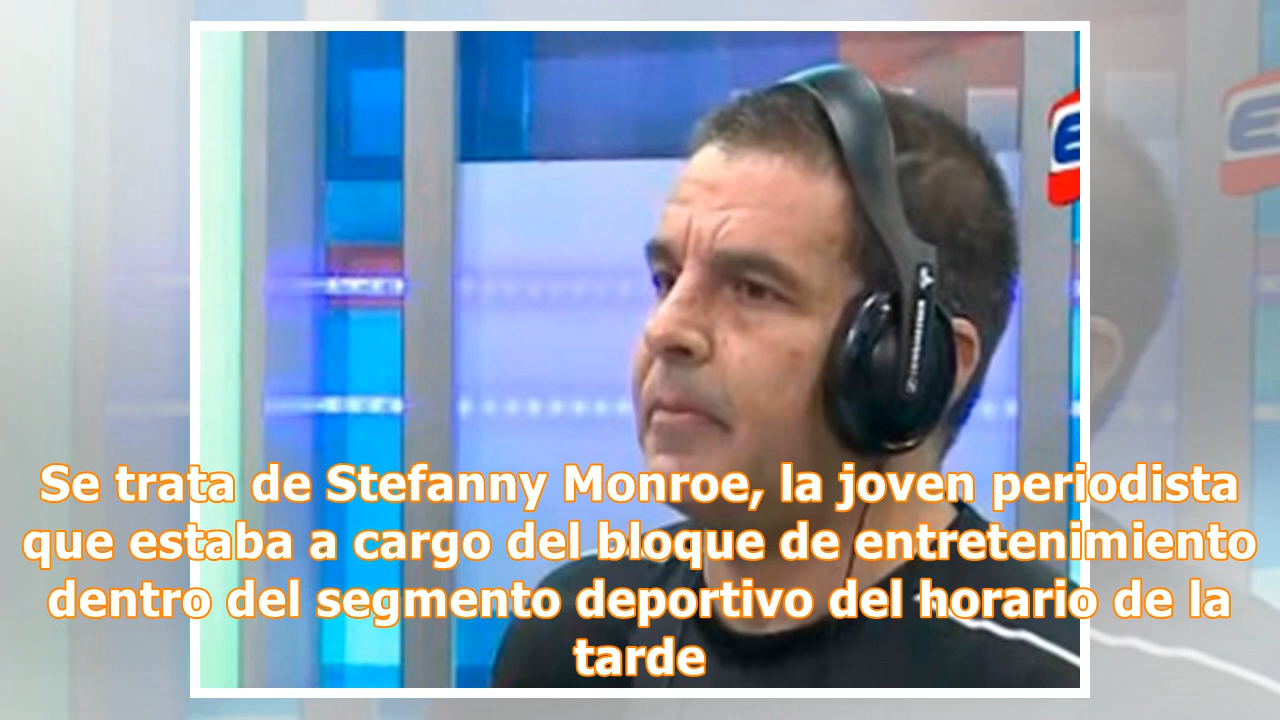 Se trata de Stefanny Monroe, la joven periodista
que estaba a cargo del bloque de entretenimiento
dentro del segmento deportivo del horario de la
tarde